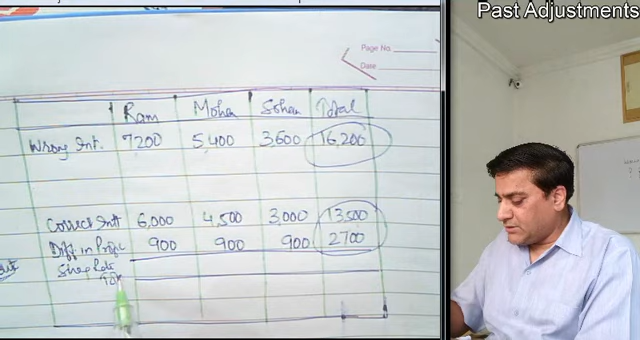 Past Adjustments
Page No.
Date
Ram Mohan Sohan Total
Wrong Int. 7200 5,400 3600 16,200
Correct Int 6,000 4,500 3,000 13,500
Diff in Profit 900 900 900 2700